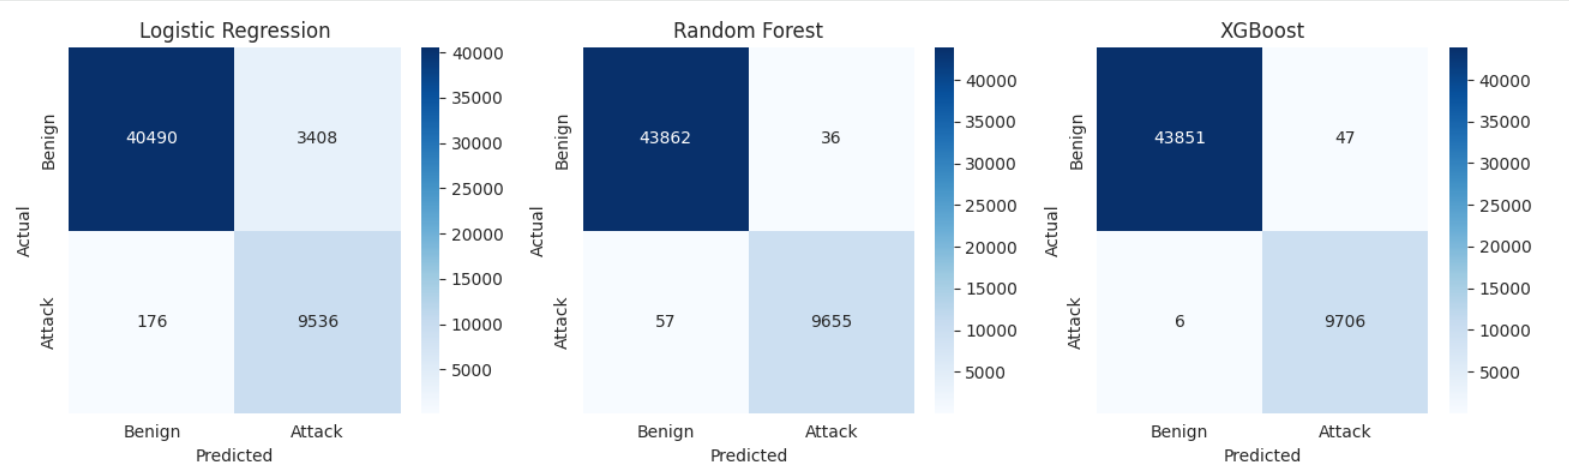 Logistic Regression
Actual
Benign
Attack
40490
3408
176
9536
Benign
Attack
Predicted
40000
35000
30000
25000
20000
15000
10000
5000
Random Forest
Actual
Benign
Attack
43862
36
57
9655
Benign
Attack
Predicted
40000
35000
30000
25000
20000
15000
10000
5000
XGBoost
Actual
Benign
Attack
43851
47
6
9706
Benign
Attack
Predicted
40000
35000
30000
25000
20000
15000
10000
5000